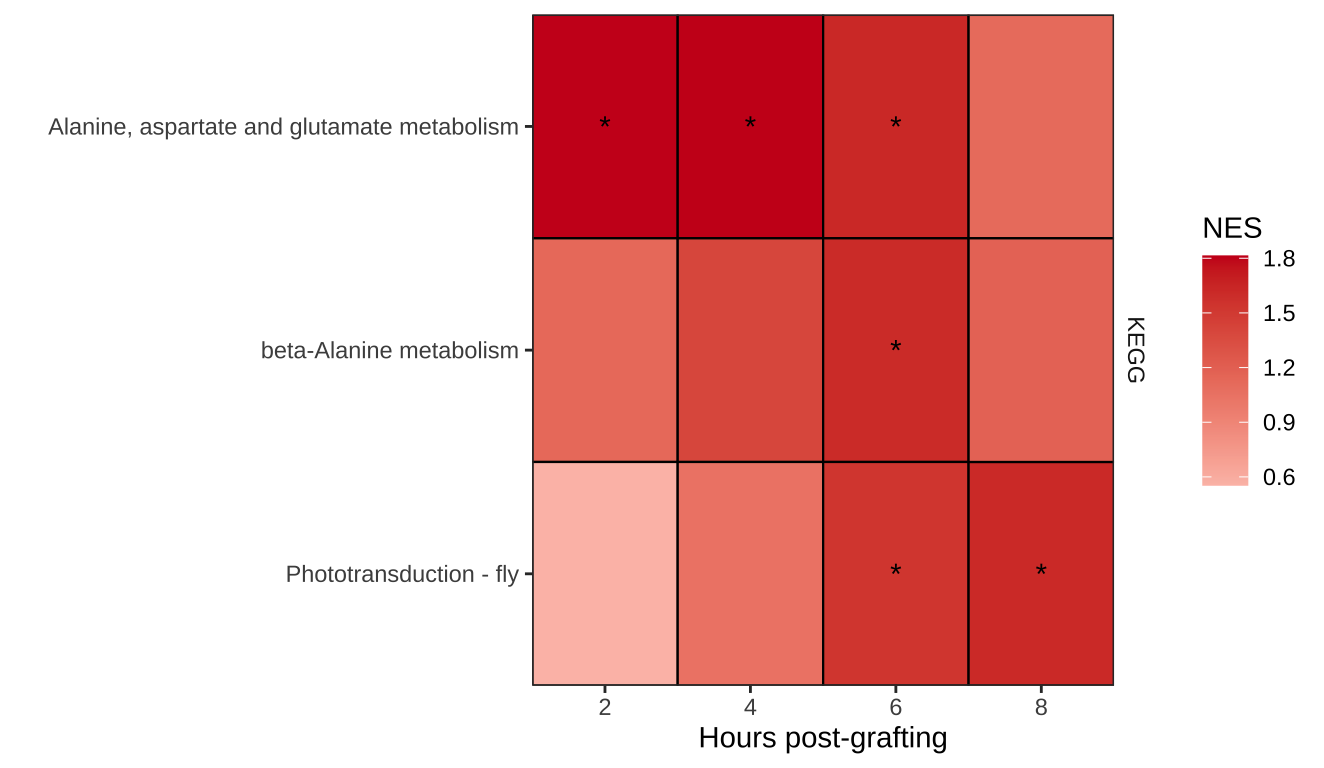 Alanine, aspartate and glutamate metabolism
* * *
beta-Alanine metabolism
*
Phototransduction - fly
* *
2 4 6 8
Hours post-grafting
KEGG
NES
1.8
1.5
1.2
0.9
0.6